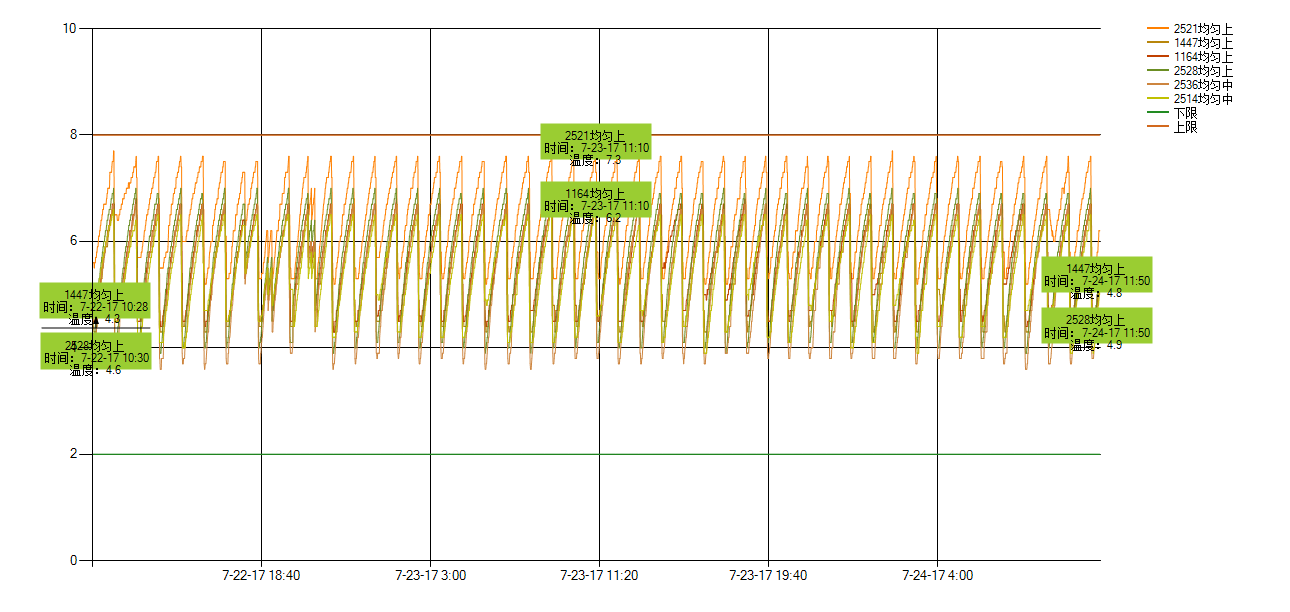 10
8
6
4
2
0
2521均匀上
时间：7-23-17 11:10
温度：7.3
1164均匀上
时间：7-23-17 11:10
温度：6.2
1447均匀上
时间：7-22-17 10:28
温度：4.3
2528均匀上
时间：7-22-17 10:30
温度：4.6
1447均匀上
时间：7-24-17 11:50
温度：4.8
2528均匀上
时间：7-24-17 11:50
温度：4.9
7-22-17 18:40
7-23-17 3:00
7-23-17 11:20
7-23-17 19:40
7-24-17 4:00
2521均匀上
1447均匀上
1164均匀上
2528均匀上
2536均匀中
2514均匀中
下限
上限